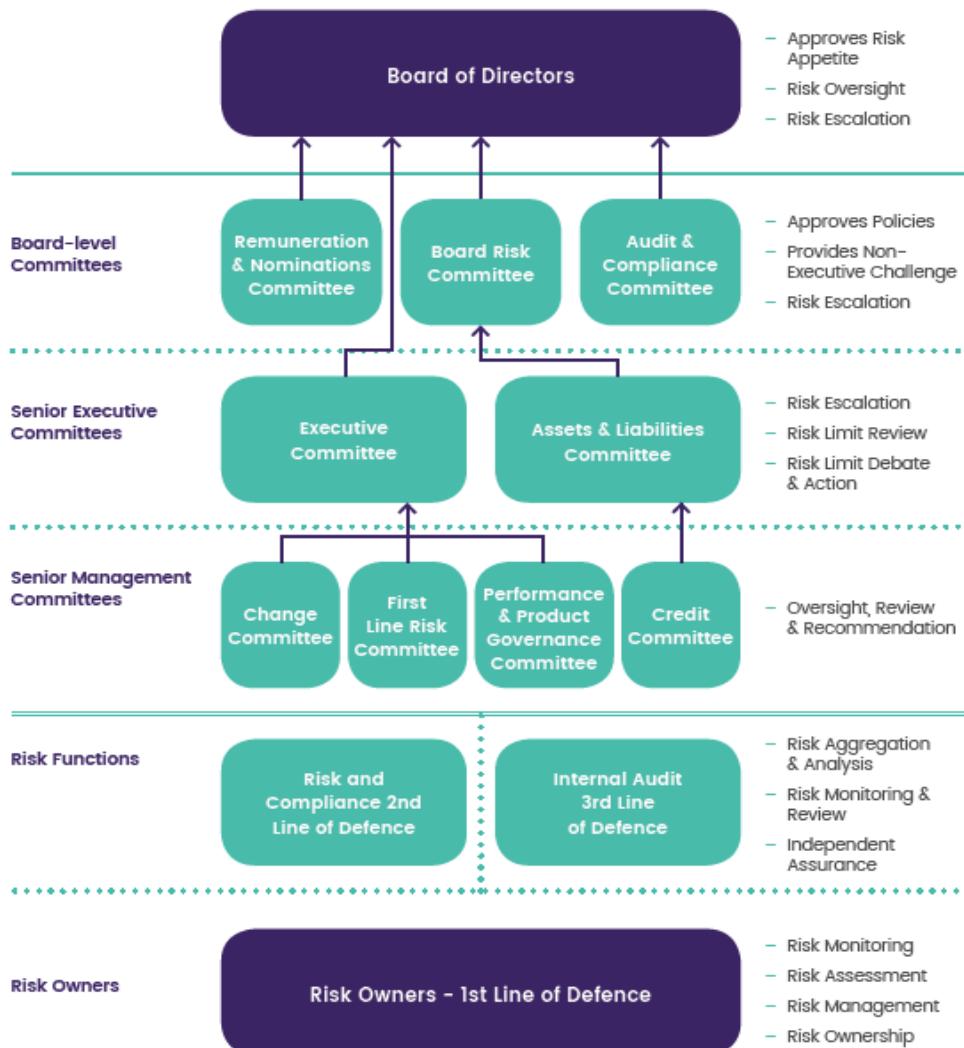 Board of Directors
– Approves Risk
Appetite
– Risk Oversight
– Risk Escalation
Board-level
Committees
Remuneration
& Nominations
Committee
Board Risk
Committee
Audit &
Compliance
Committee
– Approves Policies
– Provides Non-
Executive Challenge
– Risk Escalation
Senior Executive
Committees
Executive
Committee
Assets & Liabilities
Committee
– Risk Escalation
– Risk Limit Review
– Risk Limit Debate
& Action
Senior Management
Committees
Change
Committee
First
Line Risk
Committee
Performance
& Product
Governance
Committee
Credit
Committee
– Oversight, Review
& Recommendation
Risk Functions
Risk and
Compliance 2nd
Line of Defence
Internal Audit
3rd Line
of Defence
– Risk Aggregation
& Analysis
– Risk Monitoring &
Review
– Independent
Assurance
Risk Owners
Risk Owners - 1st Line of Defence
– Risk Monitoring
– Risk Assessment
– Risk Management
– Risk Ownership